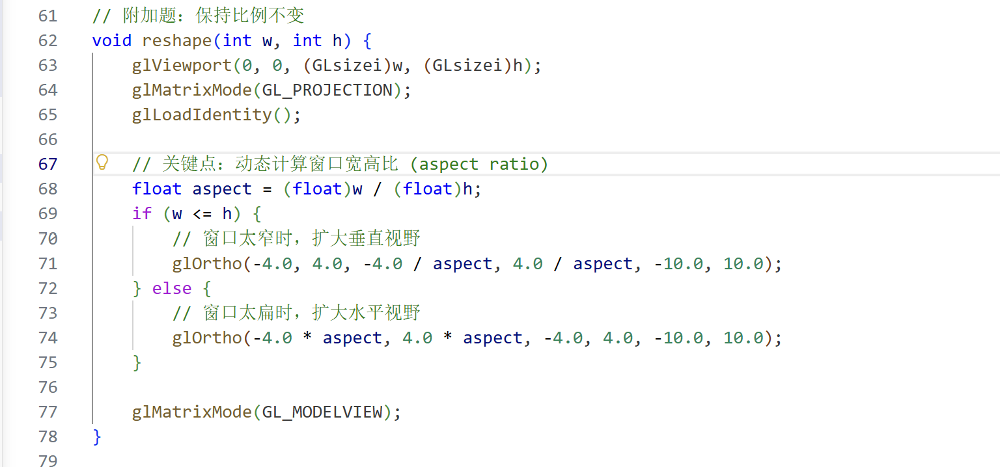 61 // 附加题：保持比例不变
62 void reshape(int w, int h) {
63     glViewport(0, 0, (GLsizei)w, (GLsizei)h);
64     glMatrixMode(GL_PROJECTION);
65     glLoadIdentity();
66
67     // 关键点：动态计算窗口宽高比 (aspect ratio)
68     float aspect = (float)w / (float)h;
69     if (w <= h) {
70         // 窗口太窄时，扩大垂直视野
71         glOrtho(-4.0, 4.0, -4.0 / aspect, 4.0 / aspect, -10.0, 10.0);
72     } else {
73         // 窗口太扁时，扩大水平视野
74         glOrtho(-4.0 * aspect, 4.0 * aspect, -4.0, 4.0, -10.0, 10.0);
75     }
76
77     glMatrixMode(GL_MODELVIEW);
78 }
79